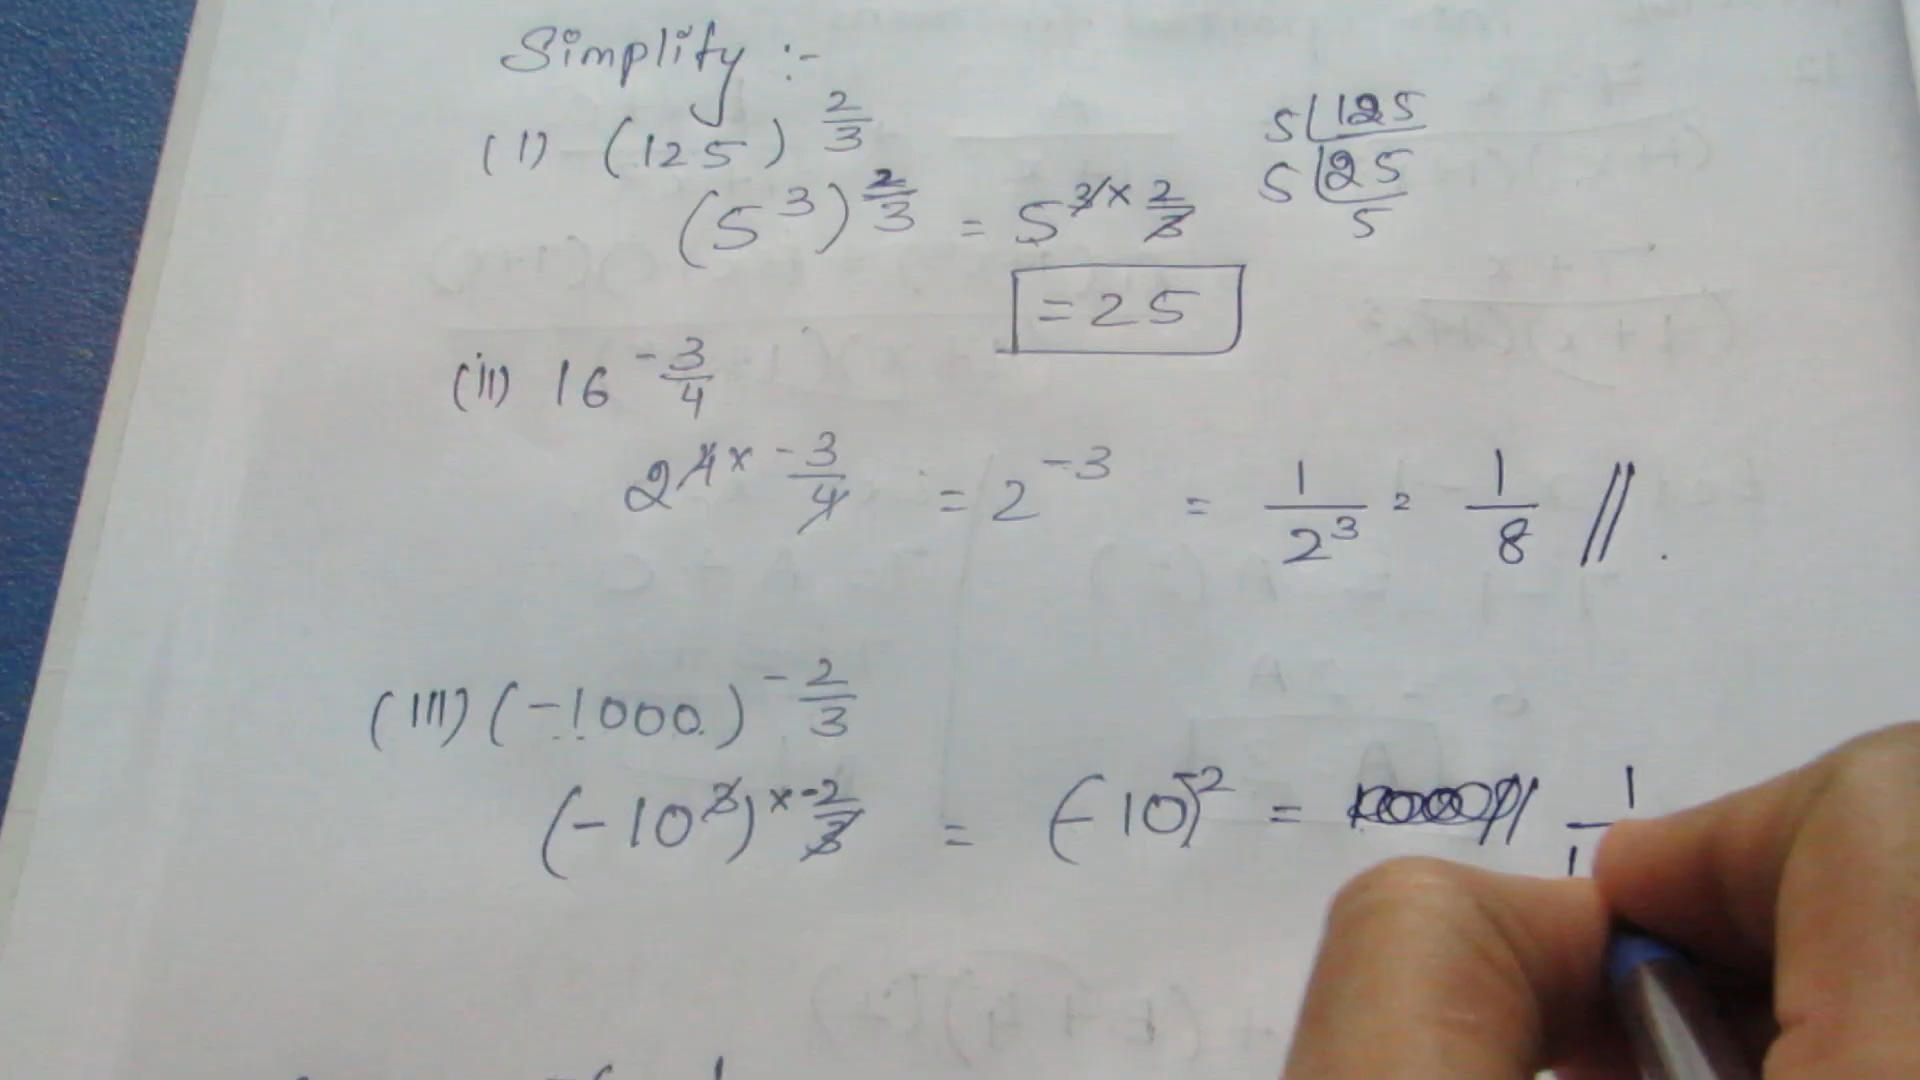 Simplify :-
(i) (125)^{2/3}
5 | 125
5 | 25
5
(5^3)^{2/3} = 5^{3 × 2/3}
= 25
(ii) 16^{-3/4}
2^{4 × -3/4} = 2^{-3} = 1/2^3 = 1/8 //.
(iii) (-1000)^{-2/3}
(-10^3)^{× -2/3} = (-10)^{-2} = 1/1